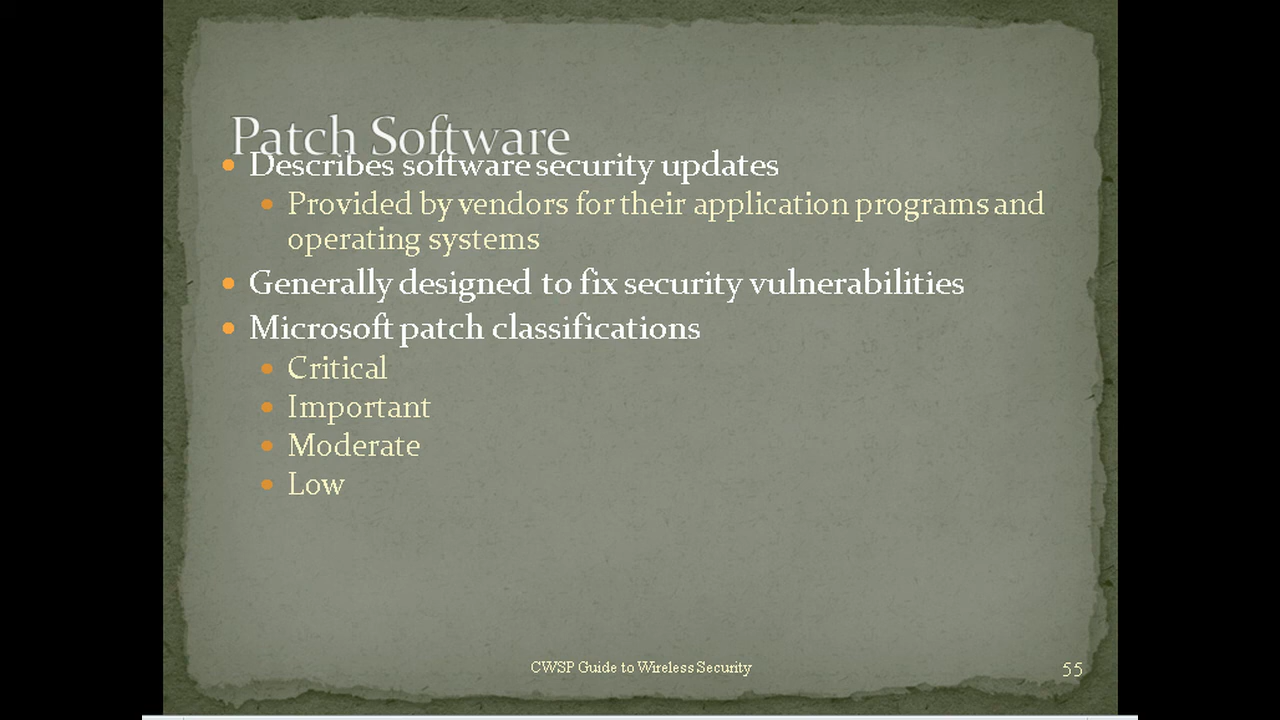 Patch Software
Describes software security updates
Provided by vendors for their application programs and
operating systems
Generally designed to fix security vulnerabilities
Microsoft patch classifications
Critical
Important
Moderate
Low
CWSP Guide to Wireless Security
55